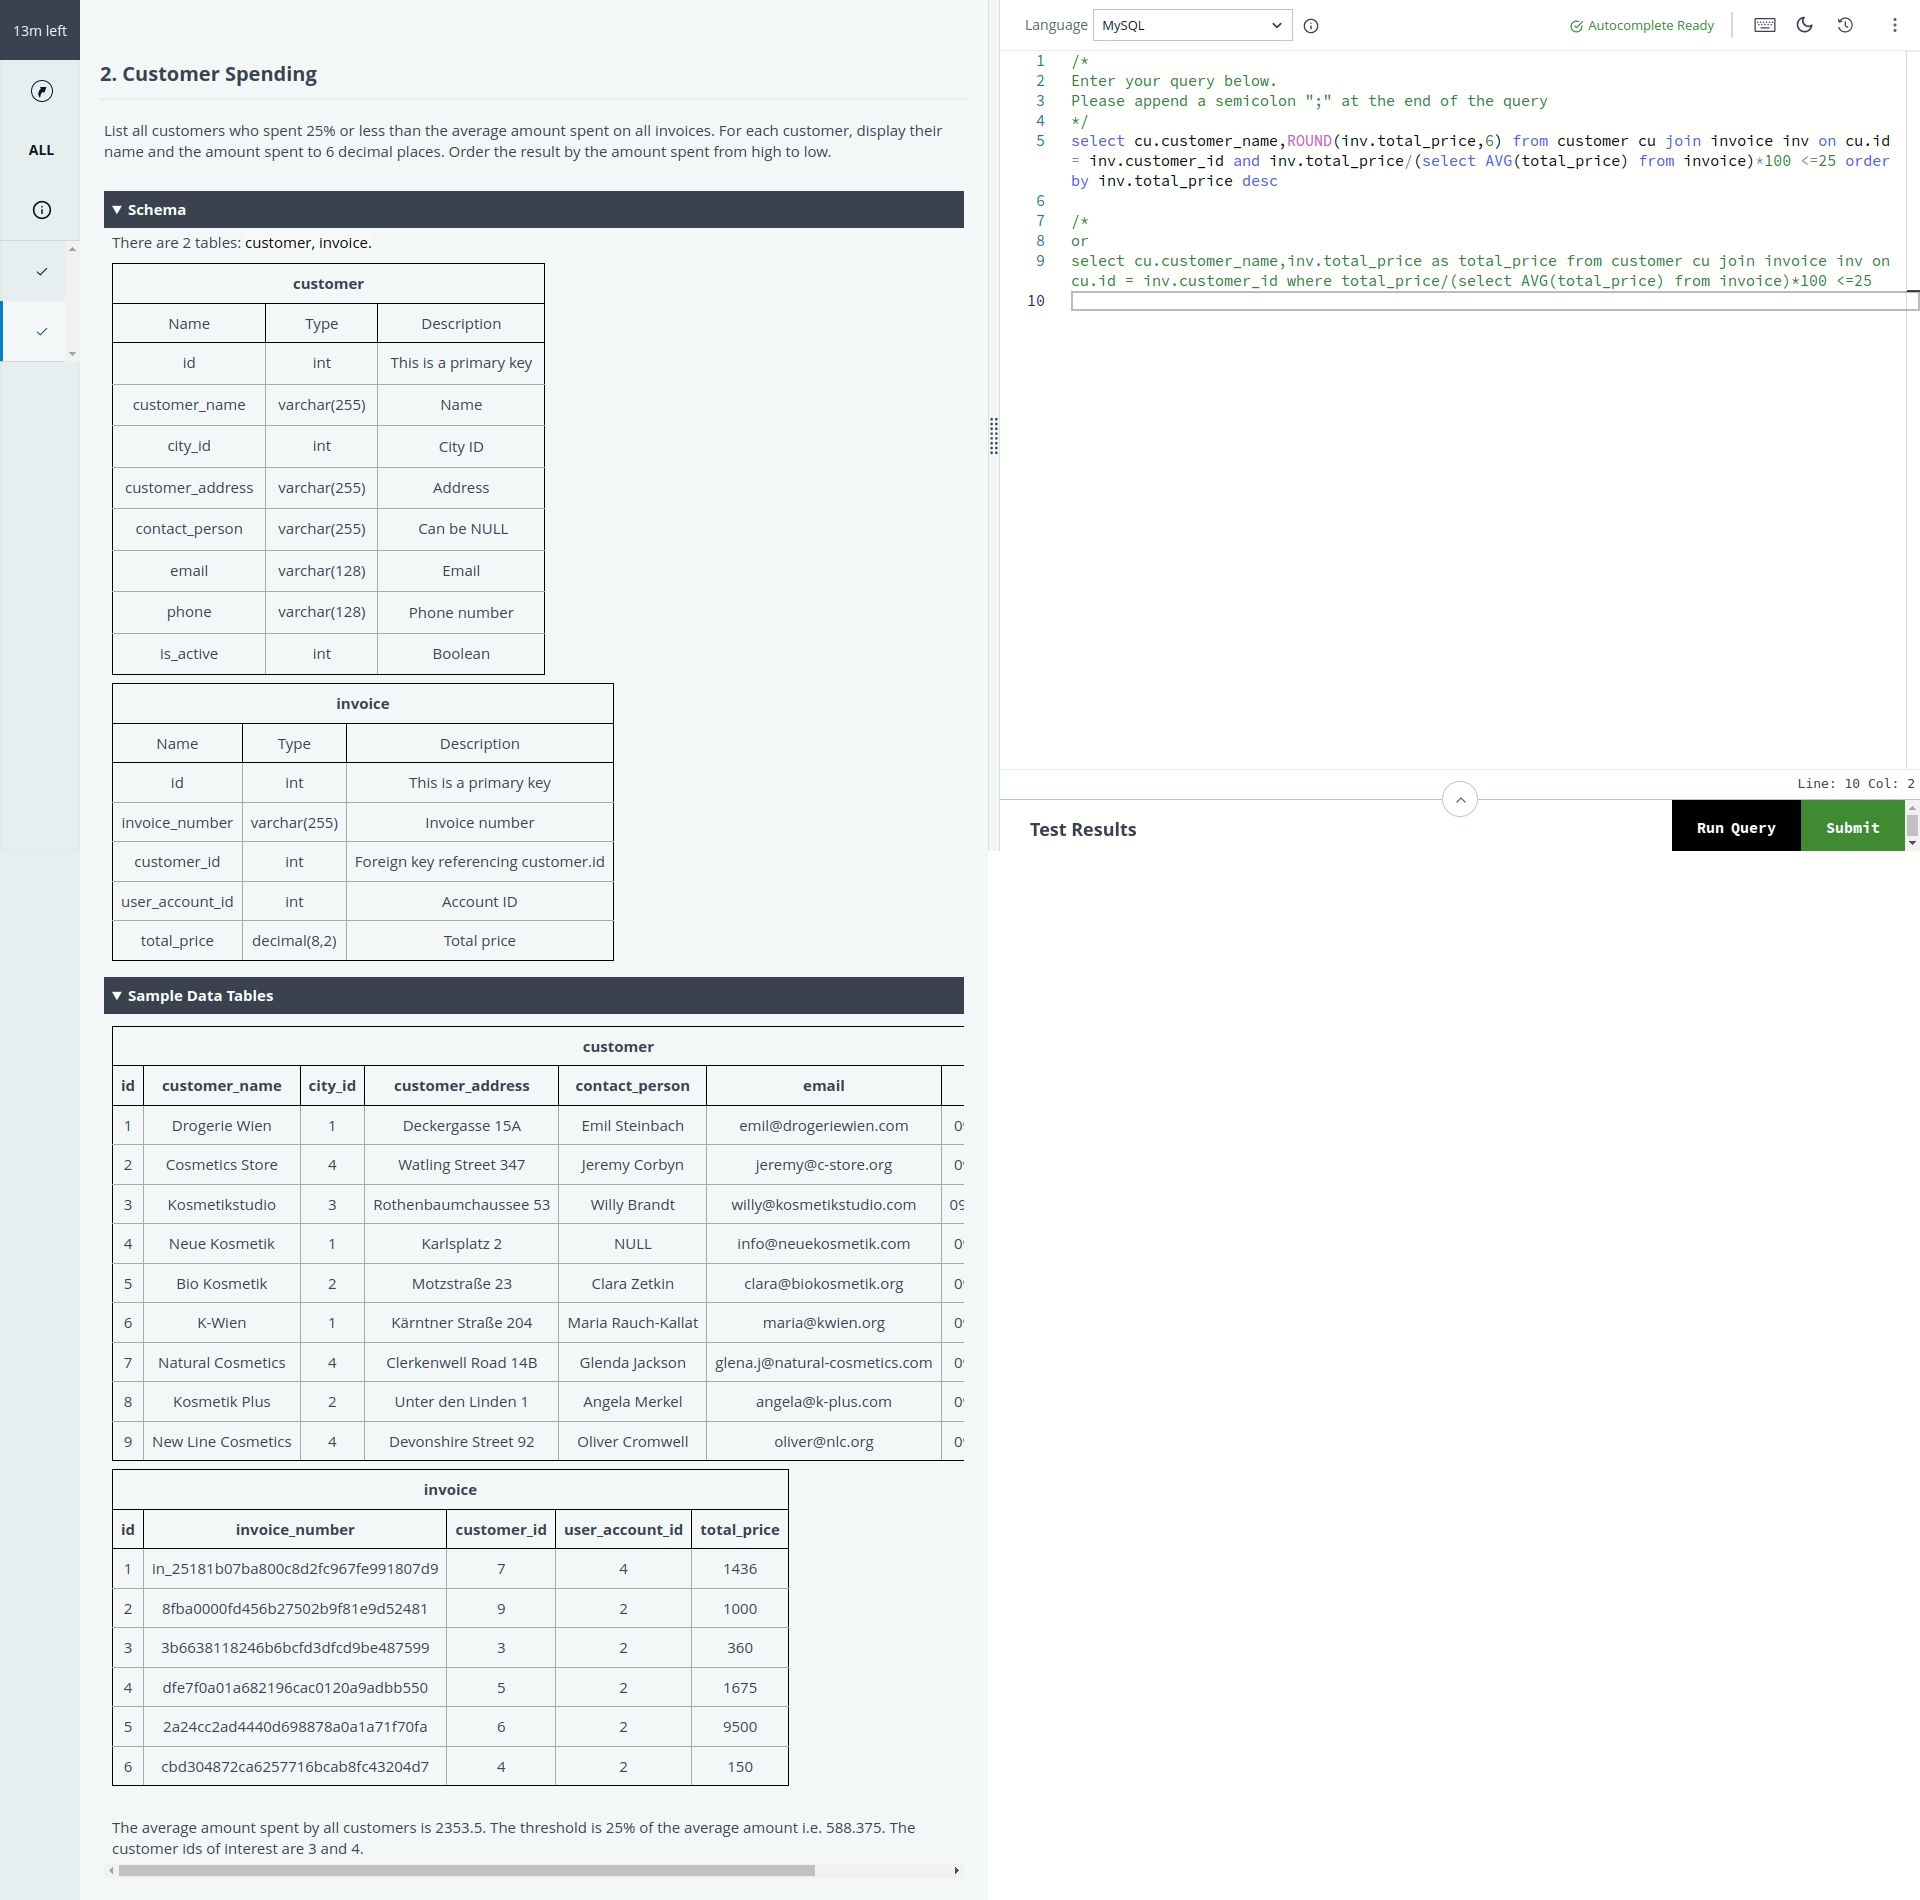 13m left
ALL
2. Customer Spending
List all customers who spent 25% or less than the average amount spent on all invoices. For each customer, display their
name and the amount spent to 6 decimal places. Order the result by the amount spent from high to low.
▼ Schema
There are 2 tables: customer, invoice.
customer
Name Type Description
id int This is a primary key
customer_name varchar(255) Name
city_id int City ID
customer_address varchar(255) Address
contact_person varchar(255) Can be NULL
email varchar(128) Email
phone varchar(128) Phone number
is_active int Boolean
invoice
Name Type Description
id int This is a primary key
invoice_number varchar(255) Invoice number
customer_id int Foreign key referencing customer.id
user_account_id int Account ID
total_price decimal(8,2) Total price
▼ Sample Data Tables
customer
id customer_name city_id customer_address contact_person email
1 Drogerie Wien 1 Deckergasse 15A Emil Steinbach emil@drogeriewien.com 0
2 Cosmetics Store 4 Watling Street 347 Jeremy Corbyn jeremy@c-store.org 0
3 Kosmetikstudio 3 Rothenbaumchaussee 53 Willy Brandt willy@kosmetikstudio.com 09
4 Neue Kosmetik 1 Karlsplatz 2 NULL info@neuekosmetik.com 0
5 Bio Kosmetik 2 Motzstraße 23 Clara Zetkin clara@biokosmetik.org 0
6 K-Wien 1 Kärntner Straße 204 Maria Rauch-Kallat maria@kwien.org 0
7 Natural Cosmetics 4 Clerkenwell Road 14B Glenda Jackson glena.j@natural-cosmetics.com 0
8 Kosmetik Plus 2 Unter den Linden 1 Angela Merkel angela@k-plus.com 0
9 New Line Cosmetics 4 Devonshire Street 92 Oliver Cromwell oliver@nlc.org 0
invoice
id invoice_number customer_id user_account_id total_price
1 in_25181b07ba800c8d2fc967fe991807d9 7 4 1436
2 8fba0000fd456b27502b9f81e9d52481 9 2 1000
3 3b6638118246b6bcfd3dfcd9be487599 3 2 360
4 dfe7f0a01a682196cac0120a9adbb550 5 2 1675
5 2a24cc2ad4440d698878a0a1a71f70fa 6 2 9500
6 cbd304872ca6257716bcab8fc43204d7 4 2 150
The average amount spent by all customers is 2353.5. The threshold is 25% of the average amount i.e. 588.375. The
customer ids of interest are 3 and 4.
Language MySQL Autocomplete Ready
1 /*
2 Enter your query below.
3 Please append a semicolon ";" at the end of the query
4 */
5 select cu.customer_name,ROUND(inv.total_price,6) from customer cu join invoice inv on cu.id
= inv.customer_id and inv.total_price/(select AVG(total_price) from invoice)*100 <=25 order
by inv.total_price desc
6
7 /*
8 or
9 select cu.customer_name,inv.total_price as total_price from customer cu join invoice inv on
cu.id = inv.customer_id where total_price/(select AVG(total_price) from invoice)*100 <=25
10
Line: 10 Col: 2
Test Results Run Query Submit